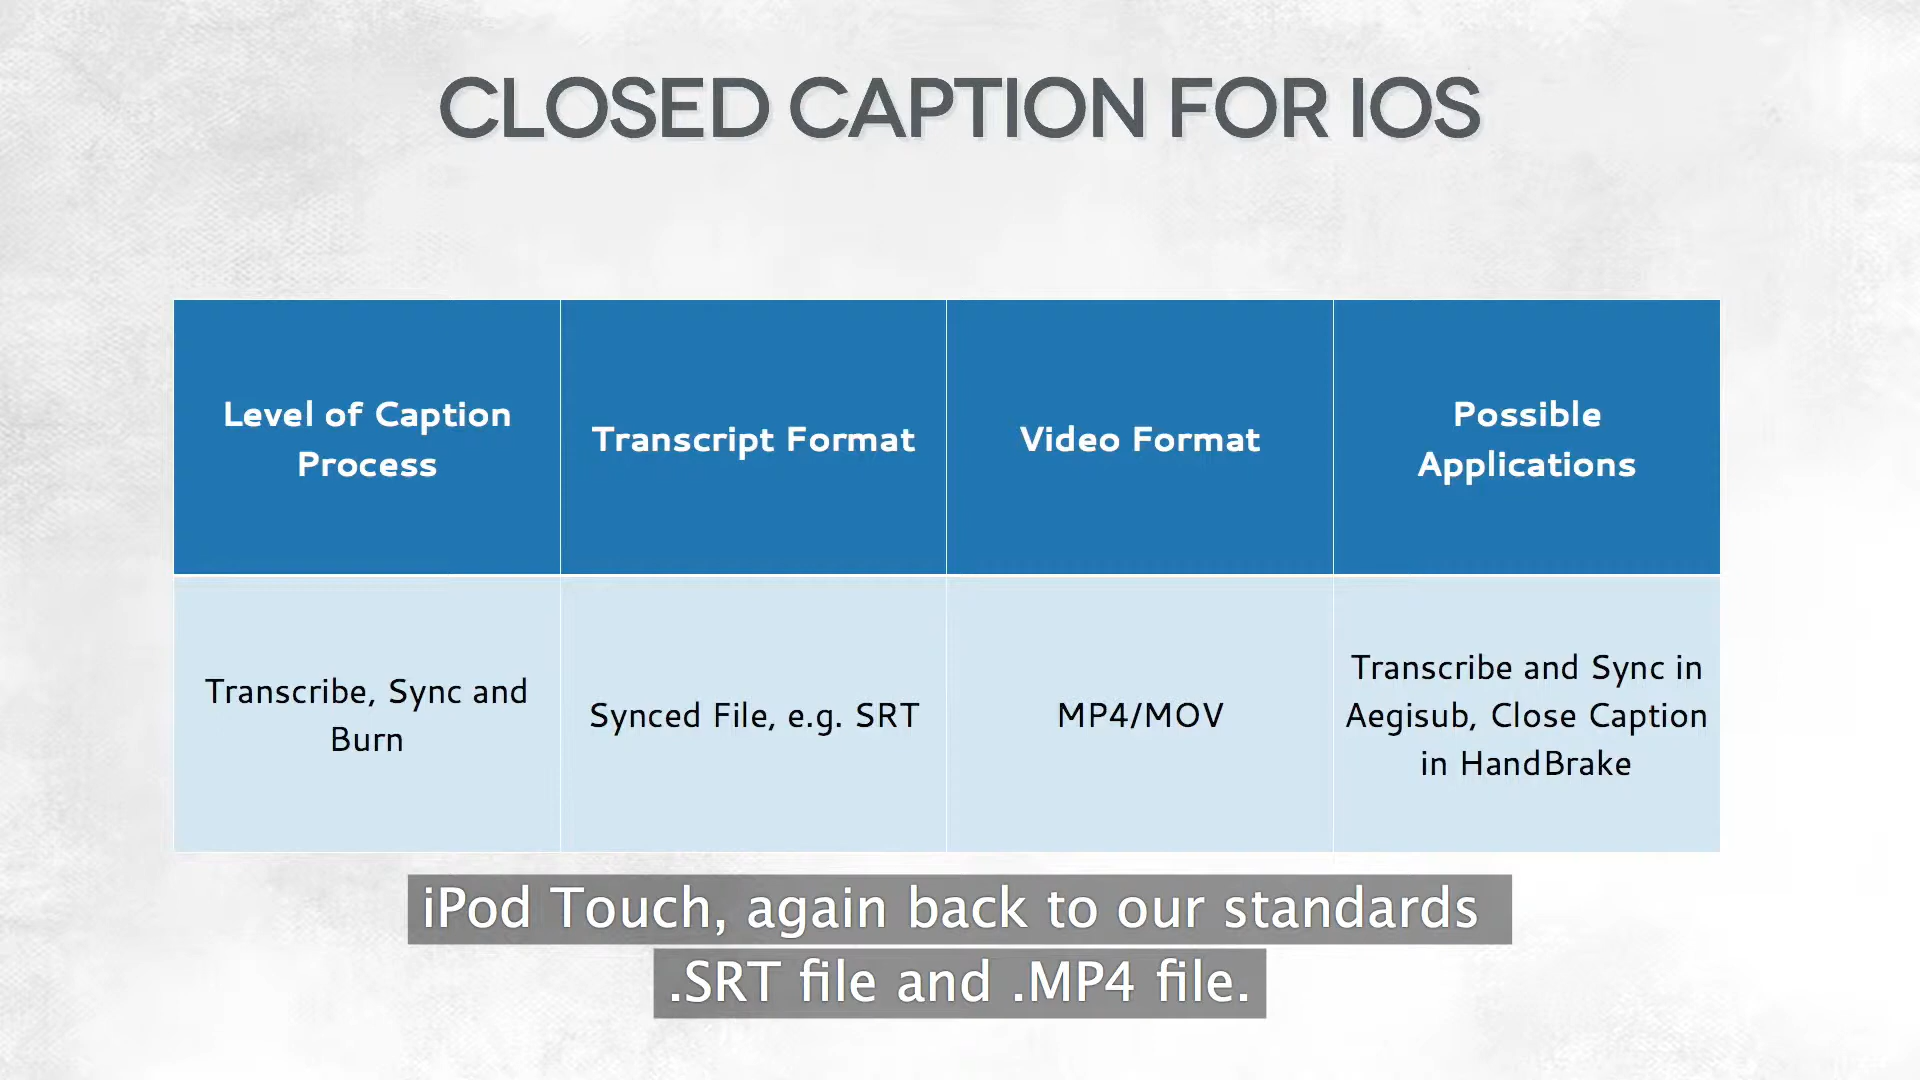 CLOSED CAPTION FOR IOS
Level of Caption
Process
Transcript Format
Video Format
Possible
Applications
Transcribe, Sync and
Burn
Synced File, e.g. SRT
MP4/MOV
Transcribe and Sync in
Aegisub, Close Caption
in HandBrake
iPod Touch, again back to our standards
.SRT file and .MP4 file.